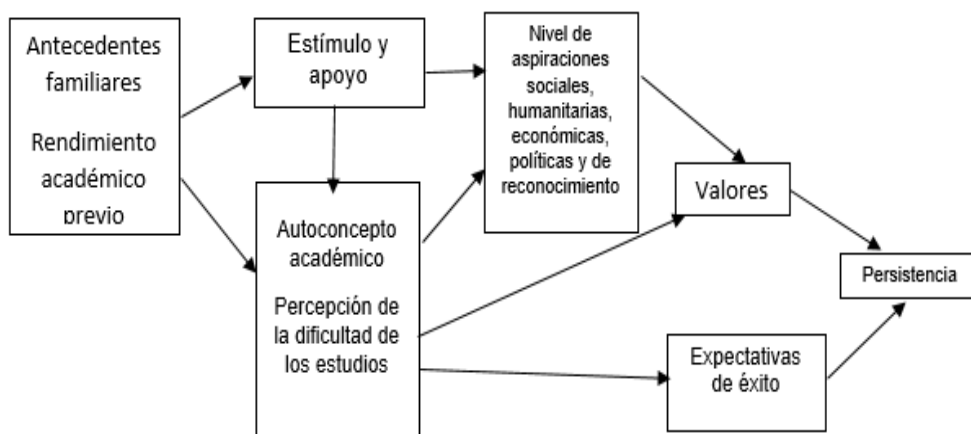 Antecedentes
familiares
Rendimiento
académico
previo
Estímulo y
apoyo
Autoconcepto
académico
Percepción de
la dificultad de
los estudios
Nivel de
aspiraciones
sociales,
humanitarias,
económicas,
políticas y de
reconocimiento
Valores
Expectativas
de éxito
Persistencia